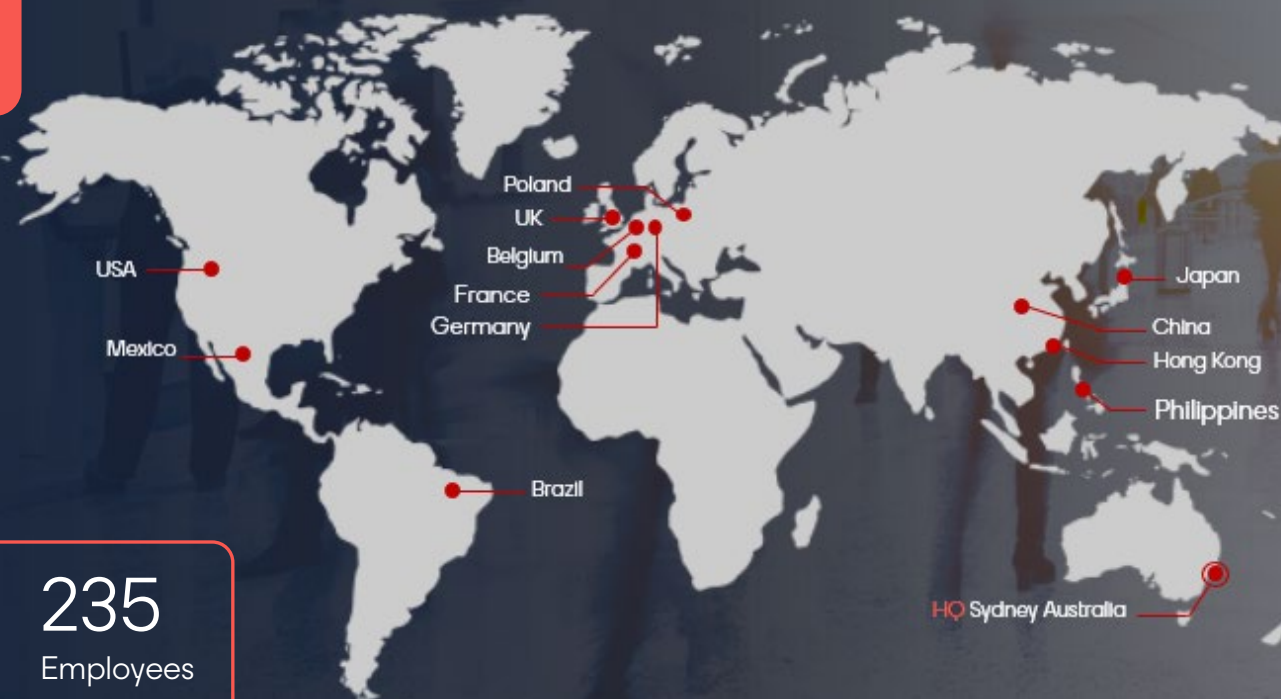 Poland
UK
Belgium
USA
France
Germany
Mexico
Japan
China
Hong Kong
Philippines
Brazil
HQ Sydney Australia
235
Employees